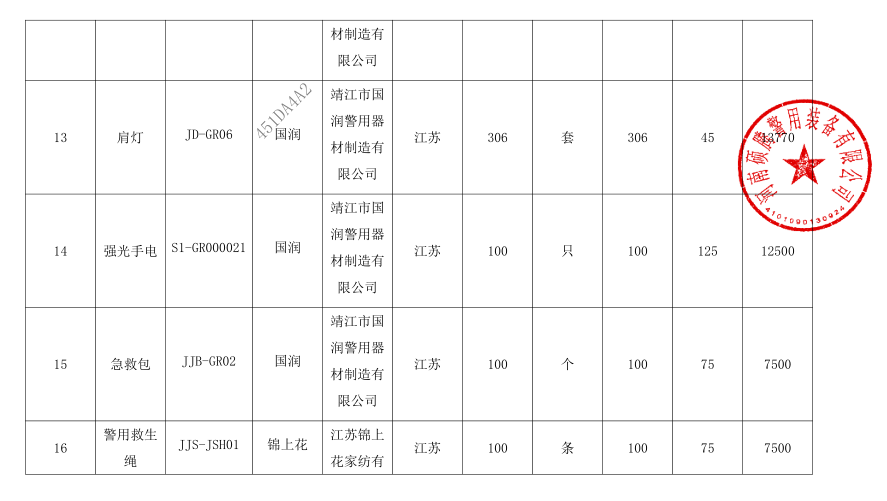 材制造有
限公司
13 肩灯 JD-GR06 国润 靖江市国
润警用器
材制造有
限公司 江苏 306 套 306 45 13770
14 强光手电 S1-GR000021 国润 靖江市国
润警用器
材制造有
限公司 江苏 100 只 100 125 12500
15 急救包 JJB-GR02 国润 靖江市国
润警用器
材制造有
限公司 江苏 100 个 100 75 7500
16 警用救生
绳 JJS-JSH01 锦上花 江苏锦上
花家纺有 江苏 100 条 100 75 7500
451DA4A2
河南硕腾警用装备有限公司
4101090130924